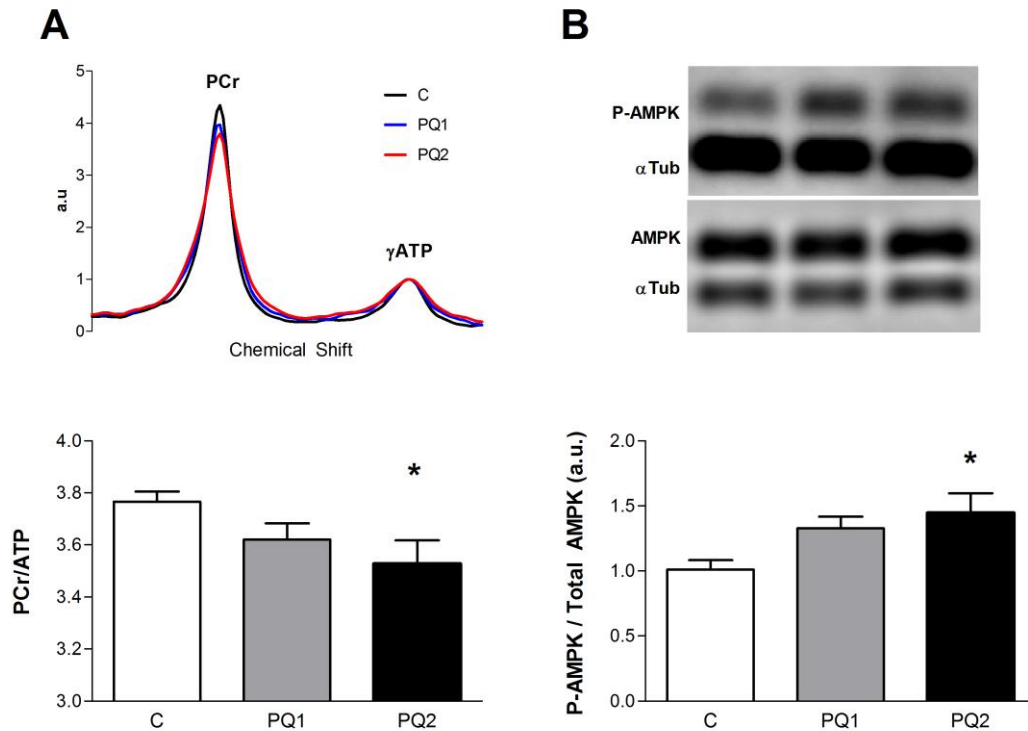 A
5
4
3
2
1
0
a.u
PCr
γATP
C
PQ1
PQ2
Chemical Shift
4.0
3.8
3.6
3.4
3.2
3.0
PCr/ATP
*
C
PQ1
PQ2
B
P-AMPK
αTub
AMPK
αTub
2.0
1.5
1.0
0.5
0.0
P-AMPK / Total AMPK (a.u.)
*
C
PQ1
PQ2